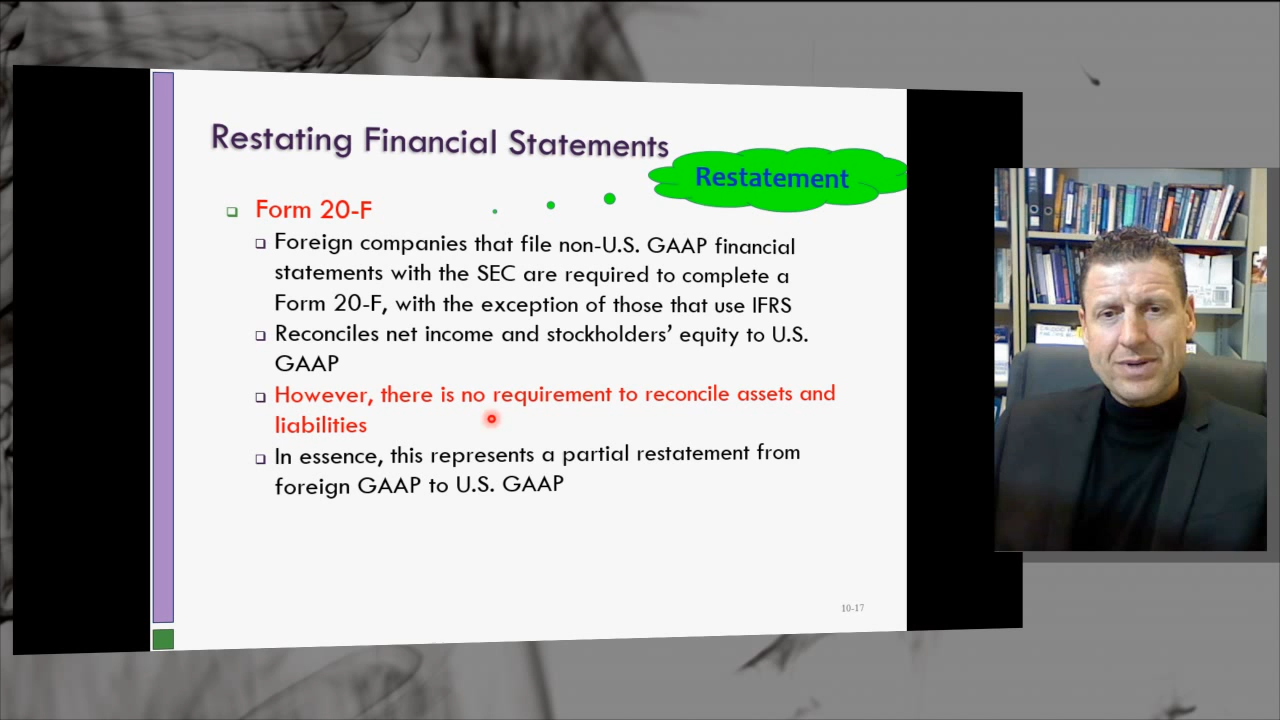 Restating Financial Statements
Restatement
Form 20-F
Foreign companies that file non-U.S. GAAP financial
statements with the SEC are required to complete a
Form 20-F, with the exception of those that use IFRS
Reconciles net income and stockholders’ equity to U.S.
GAAP
However, there is no requirement to reconcile assets and
liabilities
In essence, this represents a partial restatement from
foreign GAAP to U.S. GAAP
10-17